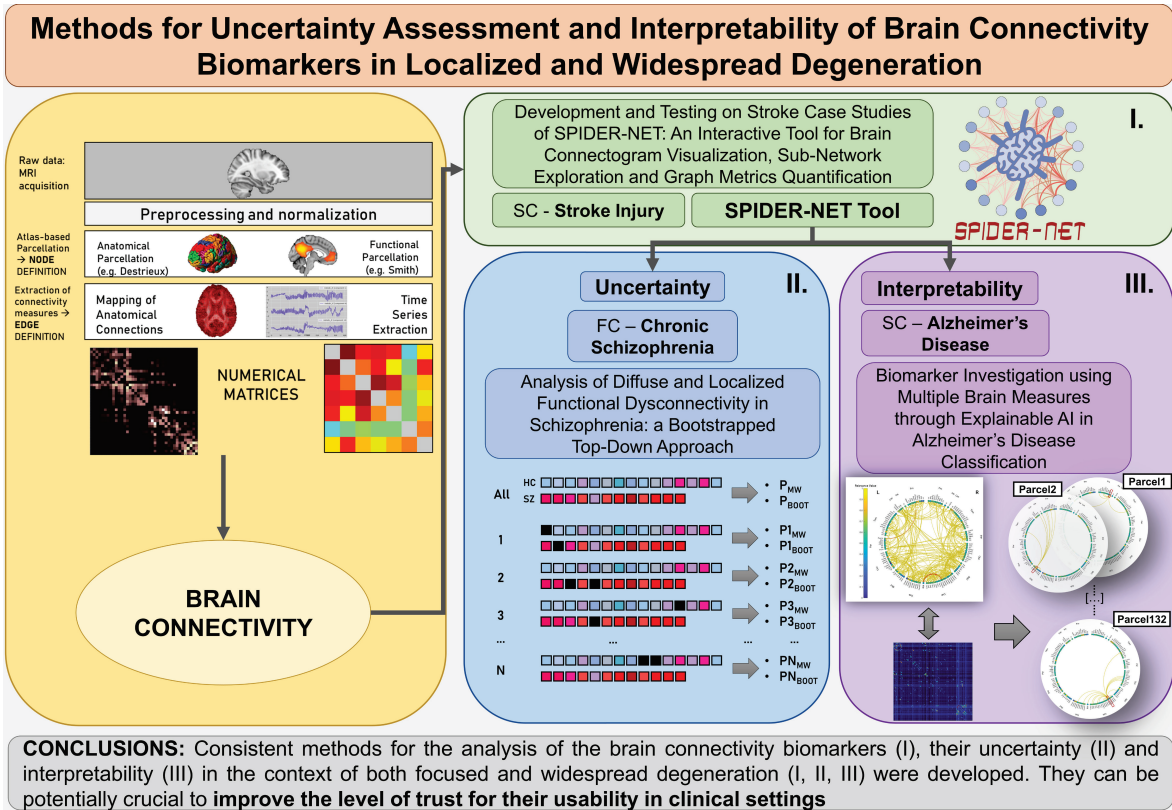 Methods for Uncertainty Assessment and Interpretability of Brain Connectivity
Biomarkers in Localized and Widespread Degeneration
Raw data:
MRI
acquisition
Preprocessing and normalization
Atlas-based
Parcellation
→ NODE
DEFINITION
Anatomical
Parcellation
(e.g. Destrieux)
Functional
Parcellation
(e.g. Smith)
Extraction of
connectivity
measures →
EDGE
DEFINITION
Mapping of
Anatomical
Connections
Time
Series
Extraction
NUMERICAL
MATRICES
BRAIN
CONNECTIVITY
I.
Development and Testing on Stroke Case Studies
of SPIDER-NET: An Interactive Tool for Brain
Connectogram Visualization, Sub-Network
Exploration and Graph Metrics Quantification
SC - Stroke Injury
SPIDER-NET Tool
SPIDER-NET
II.
Uncertainty
FC – Chronic
Schizophrenia
Analysis of Diffuse and Localized
Functional Dysconnectivity in
Schizophrenia: a Bootstrapped
Top-Down Approach
All
HC
SZ
• PMW
• PBOOT
1
• P1MW
• P1BOOT
2
• P2MW
• P2BOOT
3
• P3MW
• P3BOOT
... ... ... ...
N
• PNMW
• PNBOOT
III.
Interpretability
SC – Alzheimer's
Disease
Biomarker Investigation using
Multiple Brain Measures
through Explainable AI in
Alzheimer's Disease
Classification
L
R
Parcel2
Parcel1
[...]
Parcel132
CONCLUSIONS: Consistent methods for the analysis of the brain connectivity biomarkers (I), their uncertainty (II) and
interpretability (III) in the context of both focused and widespread degeneration (I, II, III) were developed. They can be
potentially crucial to improve the level of trust for their usability in clinical settings